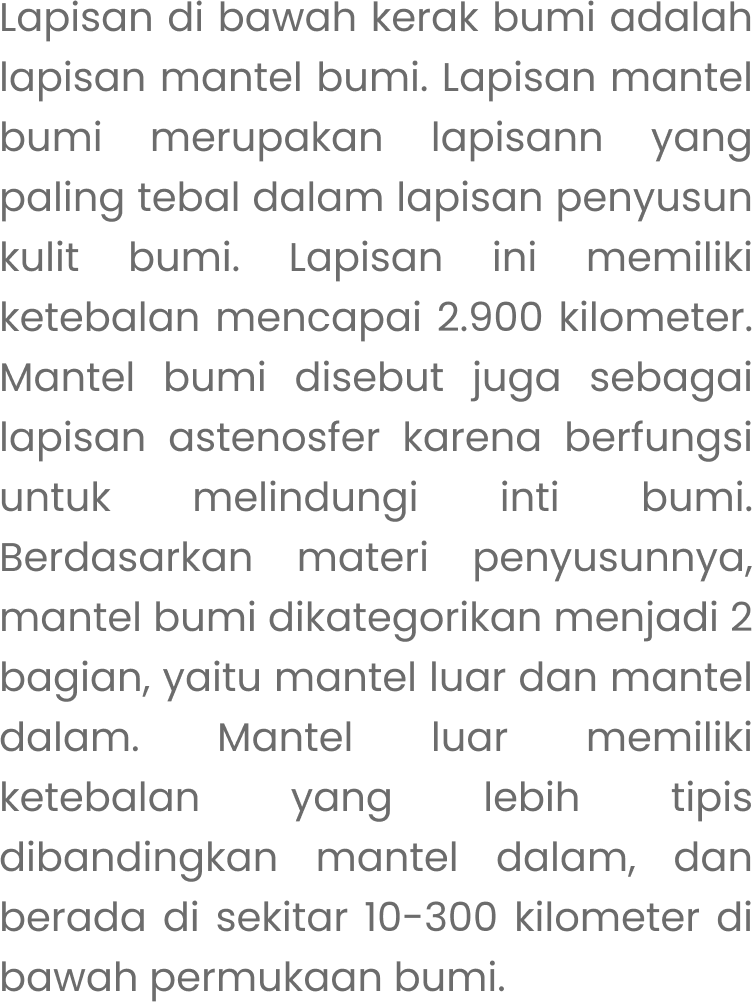 Lapisan di bawah kerak bumi adalah
lapisan mantel bumi. Lapisan mantel
bumi merupakan lapisann yang
paling tebal dalam lapisan penyusun
kulit bumi. Lapisan ini memiliki
ketebalan mencapai 2.900 kilometer.
Mantel bumi disebut juga sebagai
lapisan astenosfer karena berfungsi
untuk melindungi inti bumi.
Berdasarkan materi penyusunnya,
mantel bumi dikategorikan menjadi 2
bagian, yaitu mantel luar dan mantel
dalam. Mantel luar memiliki
ketebalan yang lebih tipis
dibandingkan mantel dalam, dan
berada di sekitar 10-300 kilometer di
bawah permukaan bumi.